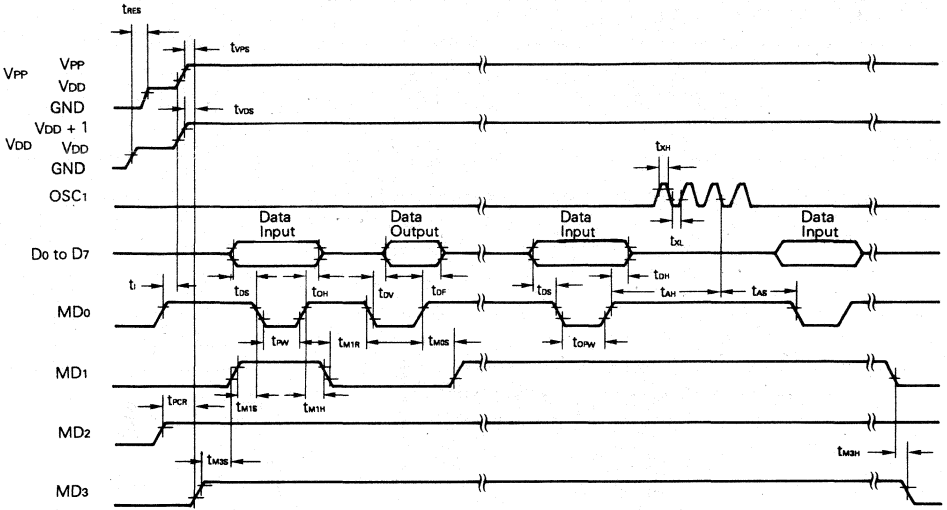 tRES
tVPS
VPP
VPP
VDD
GND
tVDS
VDD + 1
VDD
VDD
GND
tXH
OSC1
tXL
Data Input
Data Output
Data Input
Data Input
D0 to D7
tI
tDS
tDH
tDV
tDF
tDS
tDH
tAH
tAS
MD0
tPW
tM1R
tM0S
tOPW
MD1
tPCR
tM1S
tM1H
MD2
tM3S
tM3H
MD3